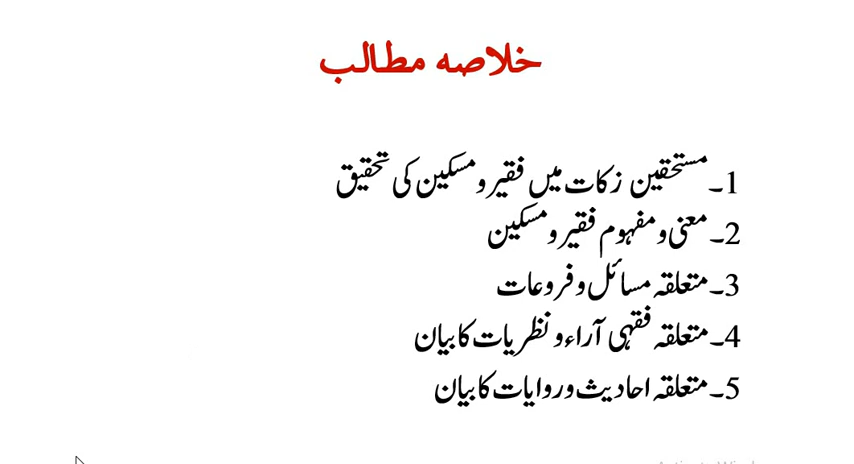 خلاصہ مطالب
1۔مستحقین زکات میں فقیر و مسکین کی تحقیق
2۔معنی و مفہوم فقیر و مسکین
3۔متعلقہ مسائل و فروعات
4۔متعلقہ فقہی آراء و نظریات کا بیان
5۔متعلقہ احادیث و روایات کا بیان